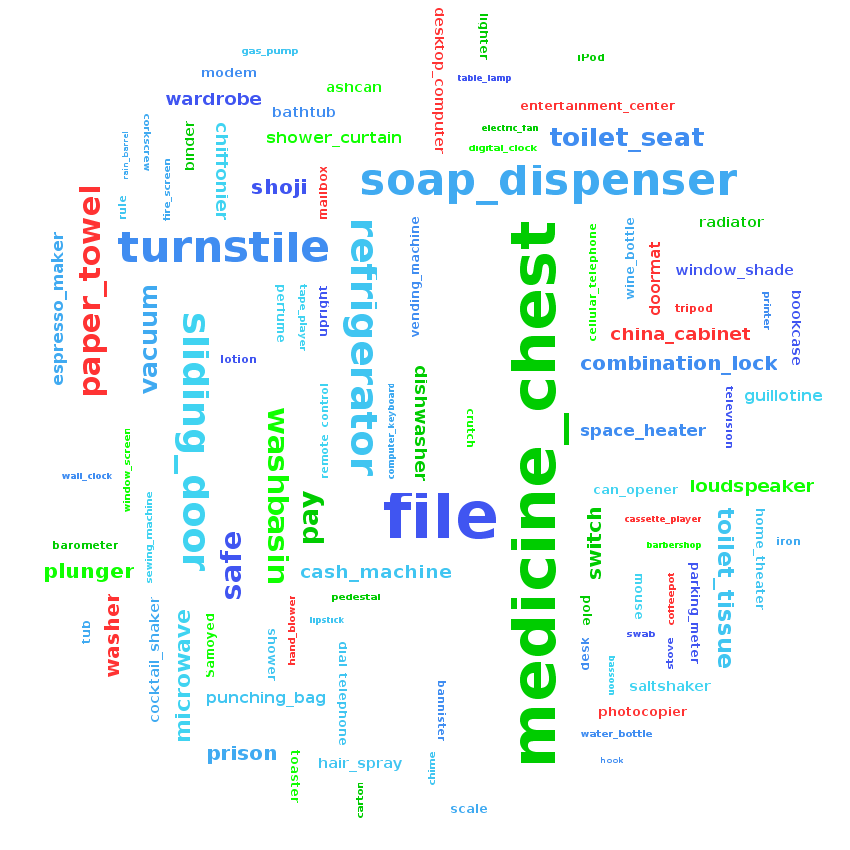 desktop_computer
lighter
gas_pump
iPod
modem
table_lamp
ashcan
wardrobe
entertainment_center
bathtub
corkscrew
binder
chiffonier
electric_fan
toilet_seat
shower_curtain
digital_clock
rain_barrel
fire_screen
mailbox
soap_dispenser
shoji
paper_towel
rule
turnstile
refrigerator
vending_machine
medicine_chest
cellular_telephone
wine_bottle
radiator
espresso_maker
doormat
window_shade
vacuum
perfume
tape_player
upright
tripod
printer
bookcase
sliding_door
china_cabinet
lotion
combination_lock
dishwasher
remote_control
computer_keyboard
television
guillotine
washbasin
crutch
space_heater
window_screen
wall_clock
can_opener
loudspeaker
pay
file
sewing_machine
safe
switch
toilet_tissue
home_theater
cassette_player
barometer
barbershop
iron
plunger
cash_machine
mouse
coffeepot
parking_meter
washer
cocktail_shaker
hand_blower
pedestal
pole
microwave
Samoyed
lipstick
tub
shower
swab
desk
stove
dial_telephone
bassoon
saltshaker
bannister
punching_bag
photocopier
water_bottle
prison
toaster
hair_spray
chime
hook
carton
scale